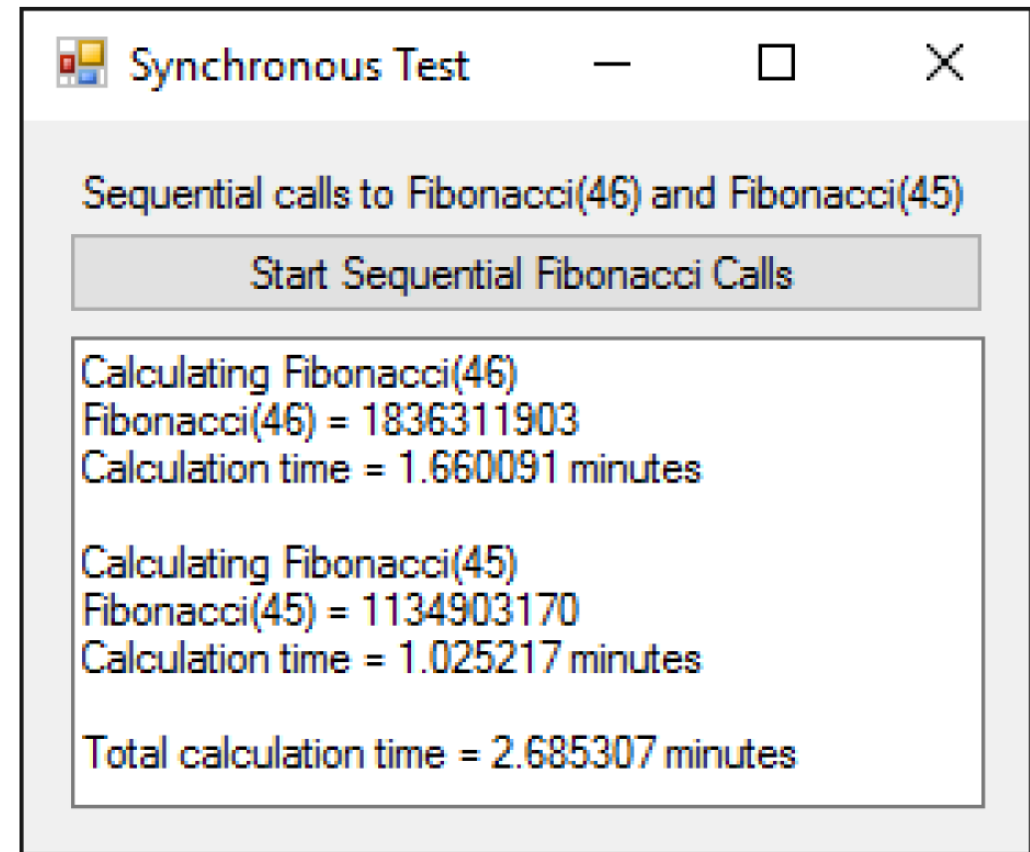 Synchronous Test
Sequential calls to Fibonacci(46) and Fibonacci(45)
Start Sequential Fibonacci Calls
Calculating Fibonacci(46)
Fibonacci(46) = 1836311903
Calculation time = 1.660091 minutes
Calculating Fibonacci(45)
Fibonacci(45) = 1134903170
Calculation time = 1.025217 minutes
Total calculation time = 2.685307 minutes